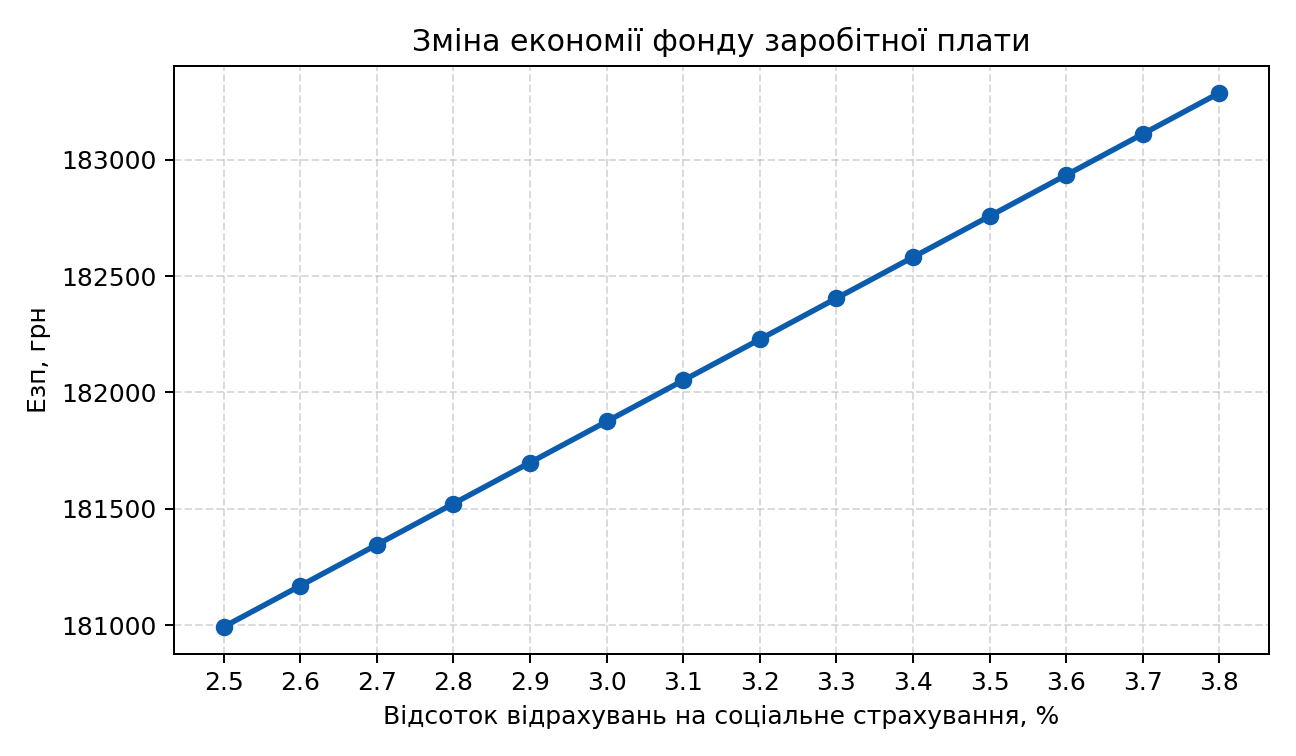 Зміна економії фонду заробітної плати
Езп, грн
183000
182500
182000
181500
181000
2.5 2.6 2.7 2.8 2.9 3.0 3.1 3.2 3.3 3.4 3.5 3.6 3.7 3.8
Відсоток відрахувань на соціальне страхування, %